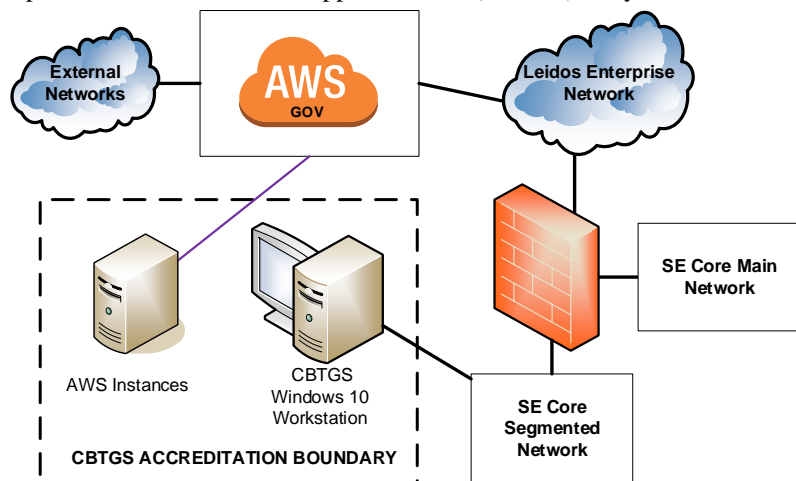 External
Networks
AWS
GOV
Leidos Enterprise
Network
SE Core Main
Network
AWS Instances
CBTGS
Windows 10
Workstation
SE Core
Segmented
Network
CBTGS ACCREDITATION BOUNDARY